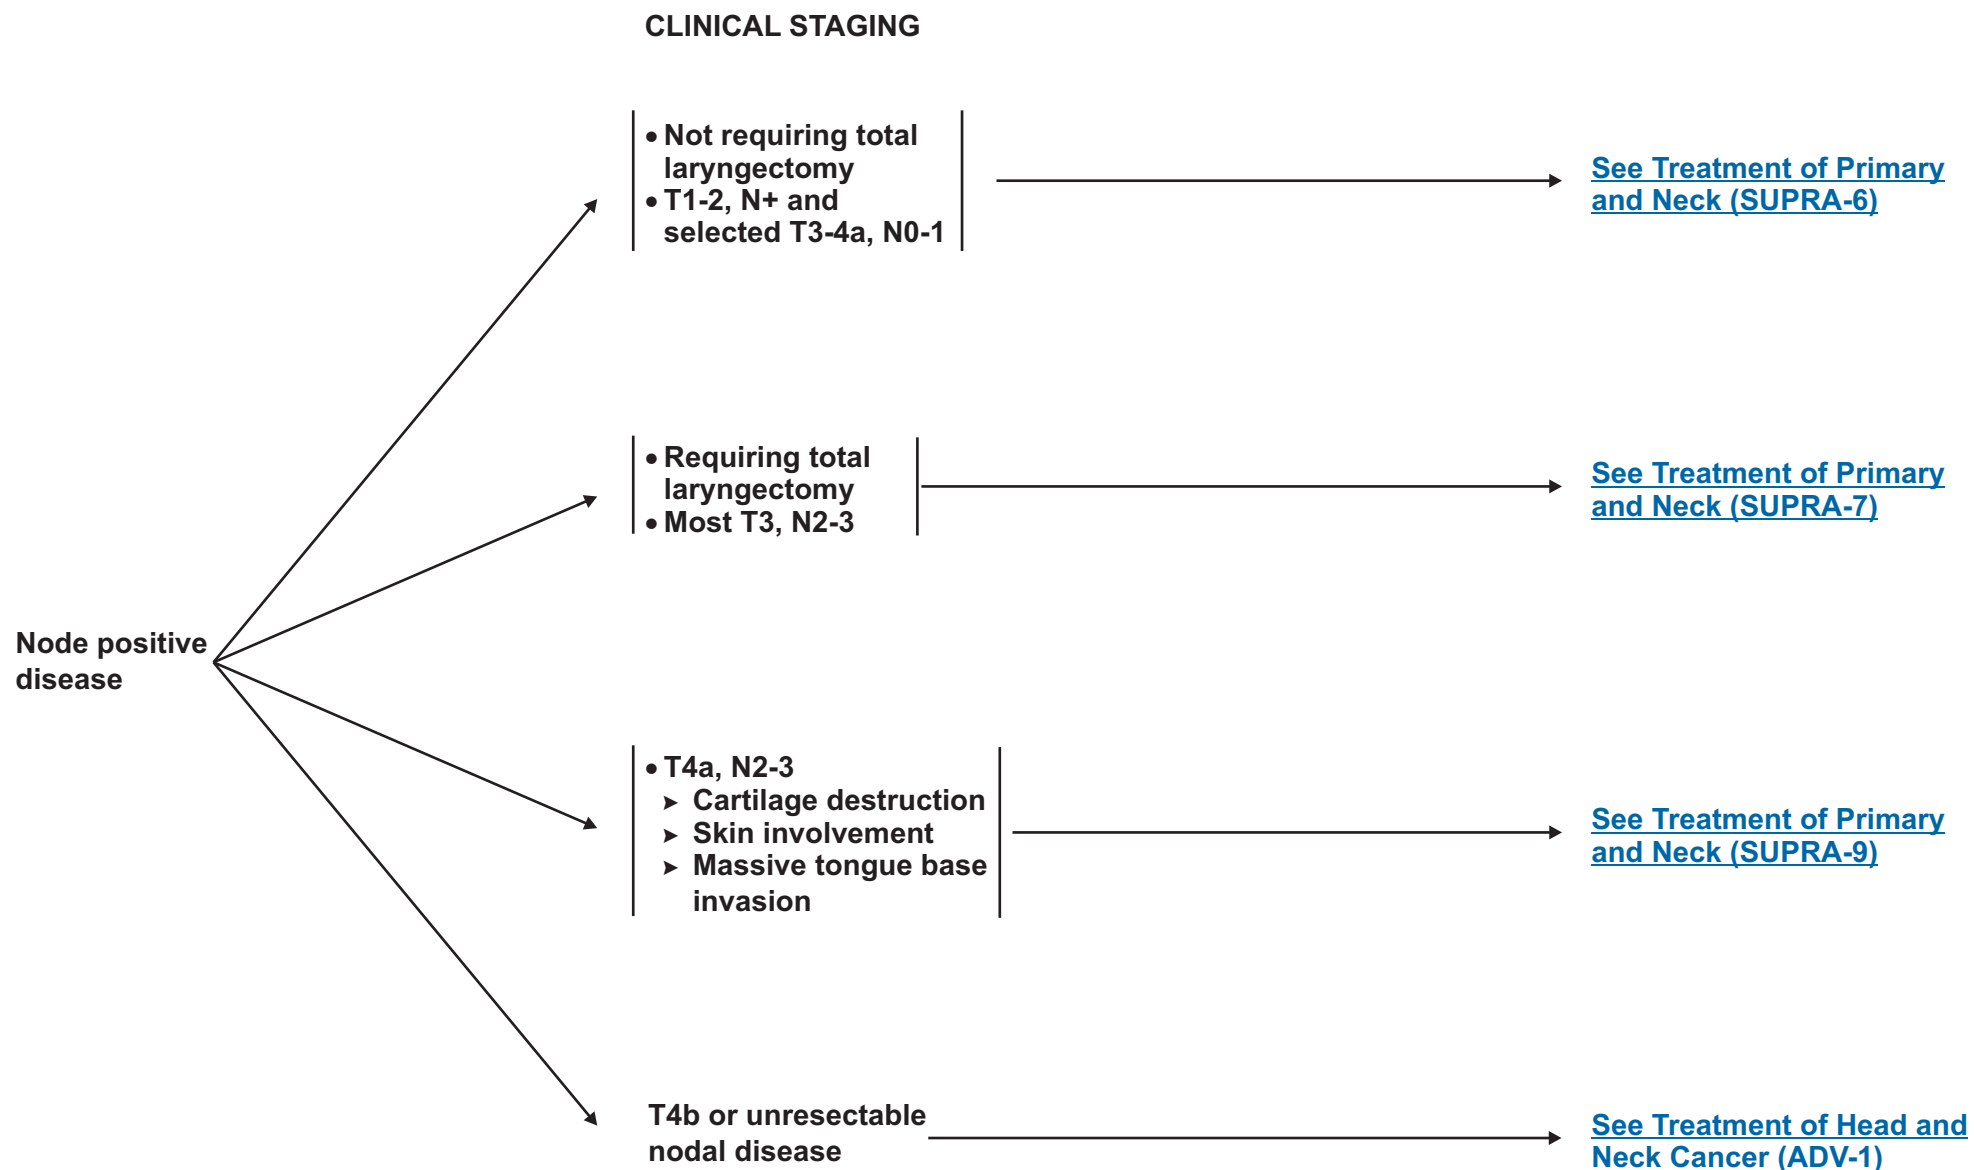 CLINICAL STAGING
• Not requiring total
laryngectomy
• T1-2, N+ and
selected T3-4a, N0-1
See Treatment of Primary
and Neck (SUPRA-6)
• Requiring total
laryngectomy
• Most T3, N2-3
See Treatment of Primary
and Neck (SUPRA-7)
Node positive
disease
• T4a, N2-3
➤ Cartilage destruction
➤ Skin involvement
➤ Massive tongue base
invasion
See Treatment of Primary
and Neck (SUPRA-9)
T4b or unresectable
nodal disease
See Treatment of Head and
Neck Cancer (ADV-1)